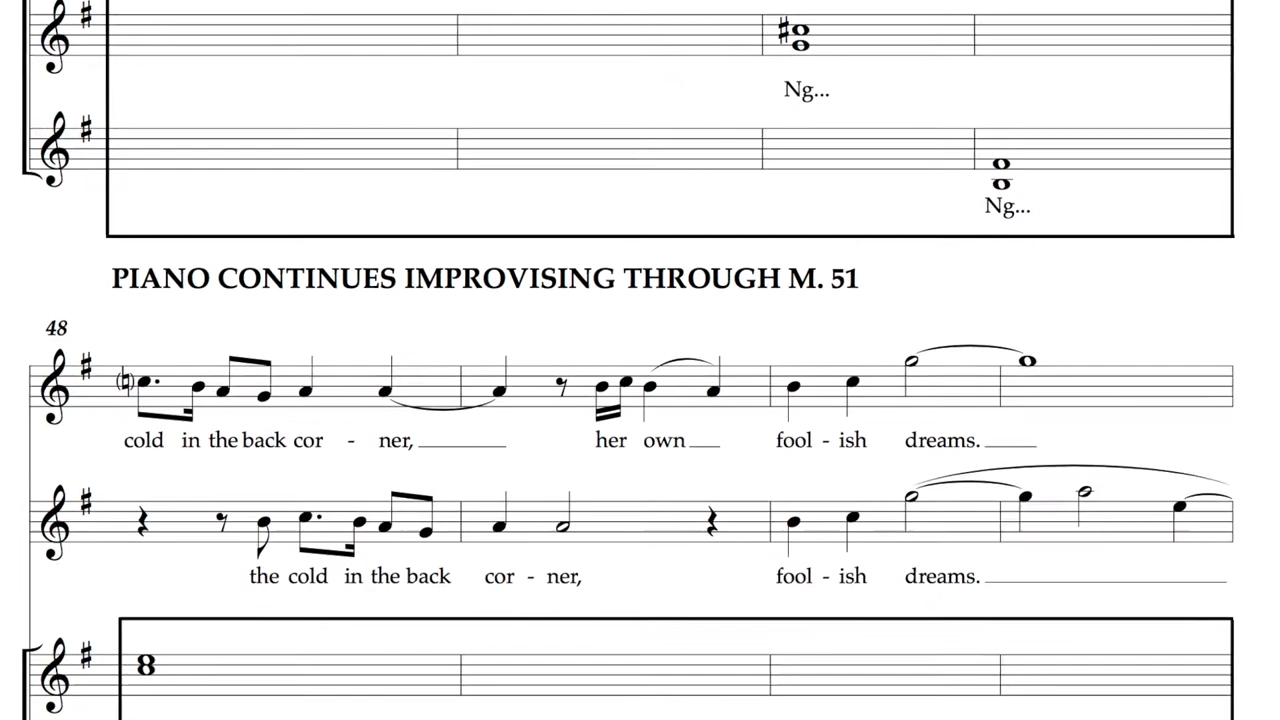 Ng...
Ng...
PIANO CONTINUES IMPROVISING THROUGH M. 51
48
cold in the back cor - ner, her own fool - ish dreams.
the cold in the back cor - ner, fool - ish dreams.